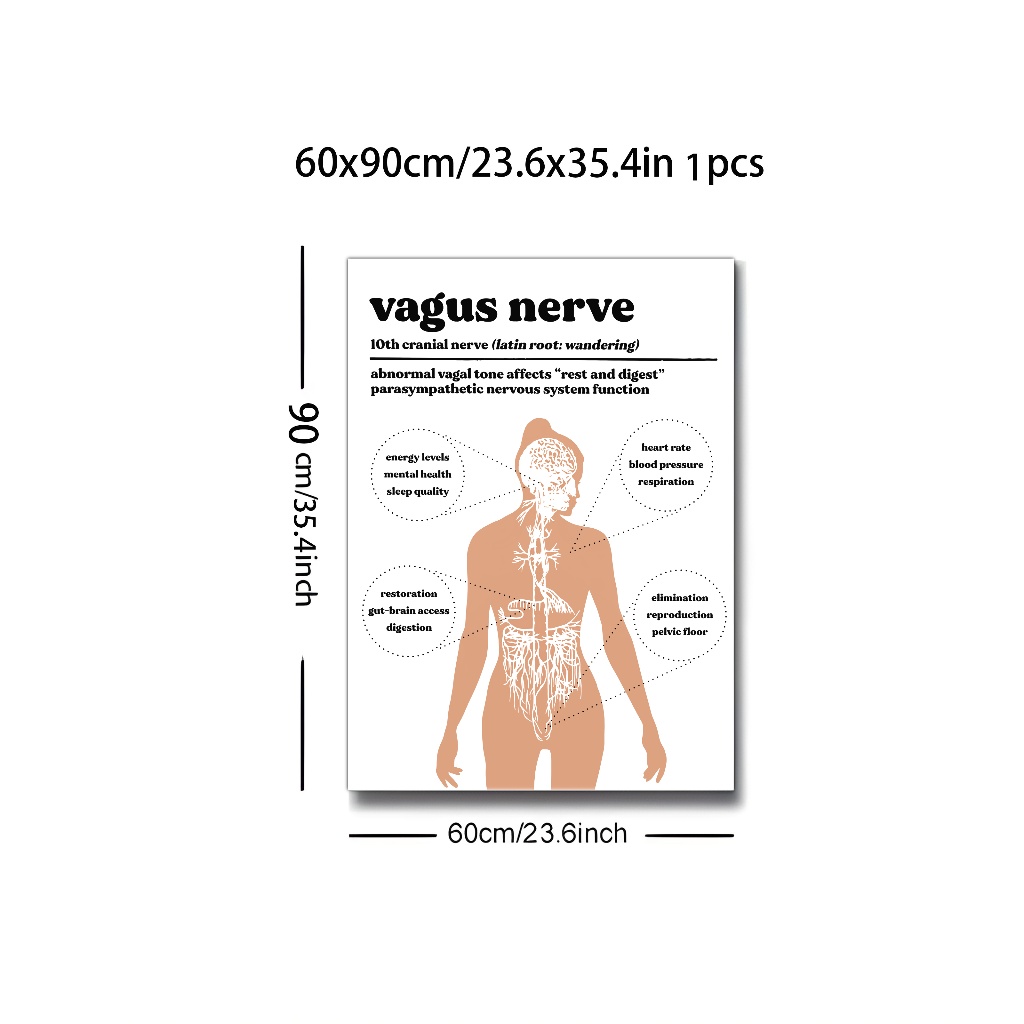 60x90cm/23.6x35.4in 1pcs
vagus nerve
10th cranial nerve (latin root: wandering)
abnormal vagal tone affects “rest and digest”
parasympathetic nervous system function
energy levels
mental health
sleep quality
heart rate
blood pressure
respiration
restoration
gut-brain access
digestion
elimination
reproduction
pelvic floor
90 cm/35.4inch
60cm/23.6inch